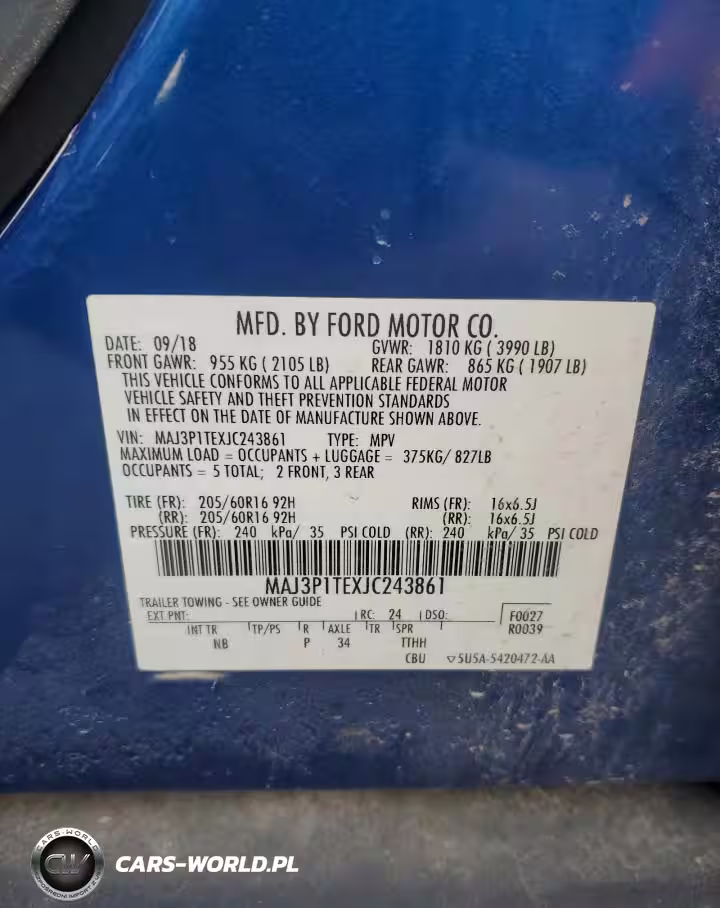 MFD. BY FORD MOTOR CO.
DATE: 09/18 GVWR: 1810 KG ( 3990 LB)
FRONT GAWR: 955 KG ( 2105 LB) REAR GAWR: 865 KG ( 1907 LB)
THIS VEHICLE CONFORMS TO ALL APPLICABLE FEDERAL MOTOR
VEHICLE SAFETY AND THEFT PREVENTION STANDARDS
IN EFFECT ON THE DATE OF MANUFACTURE SHOWN ABOVE.
VIN: MAJ3P1TEXJC243861 TYPE: MPV
MAXIMUM LOAD = OCCUPANTS + LUGGAGE = 375KG/ 827LB
OCCUPANTS = 5 TOTAL; 2 FRONT, 3 REAR
TIRE (FR): 205/60R16 92H RIMS (FR): 16x6.5J
(RR): 205/60R16 92H (RR): 16x6.5J
PRESSURE (FR): 240 kPa/ 35 PSI COLD (RR): 240 kPa/ 35 PSI COLD
MAJ3P1TEXJC243861
TRAILER TOWING - SEE OWNER GUIDE
EXT PNT: RC: 24 DSO: F0027
INT TR TP/PS R AXLE TR SPR R0039
NB P 34 TTHH
CBU 5U5A-5420472-AA
CARS-WORLD
CW
CARS-WORLD.PL